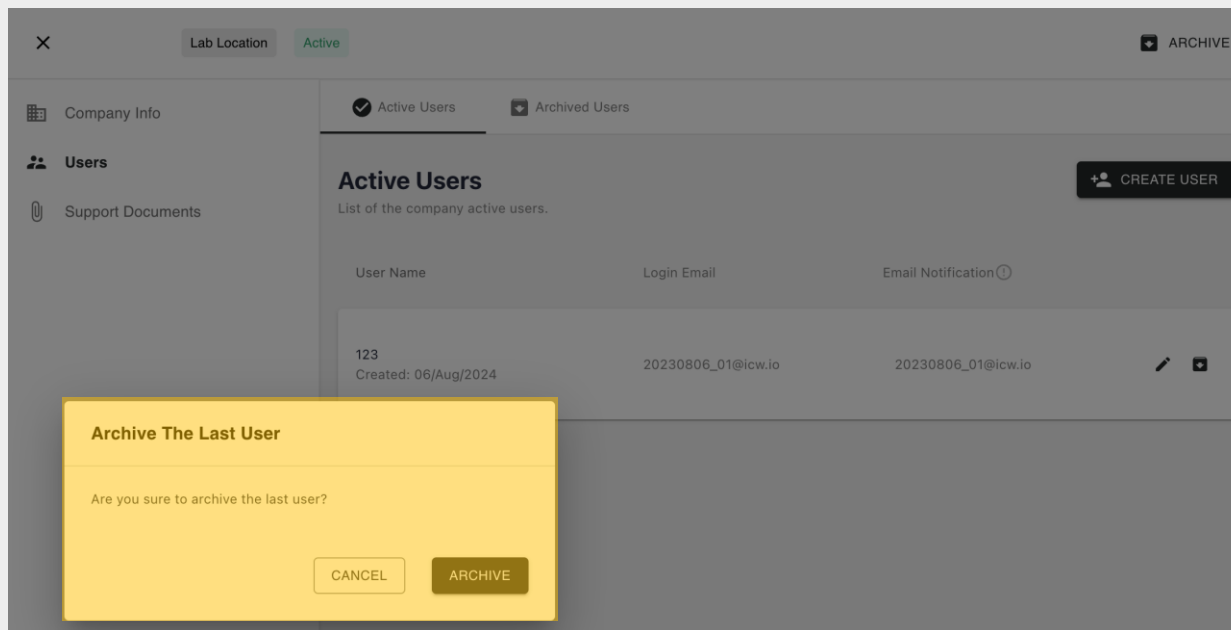 Lab Location Active ARCHIVE
Company Info
Users
Support Documents
Active Users Archived Users
Active Users
CREATE USER
List of the company active users.
User Name Login Email Email Notification
123
Created: 06/Aug/2024
20230806_01@icw.io 20230806_01@icw.io
Archive The Last User
Are you sure to archive the last user?
CANCEL ARCHIVE